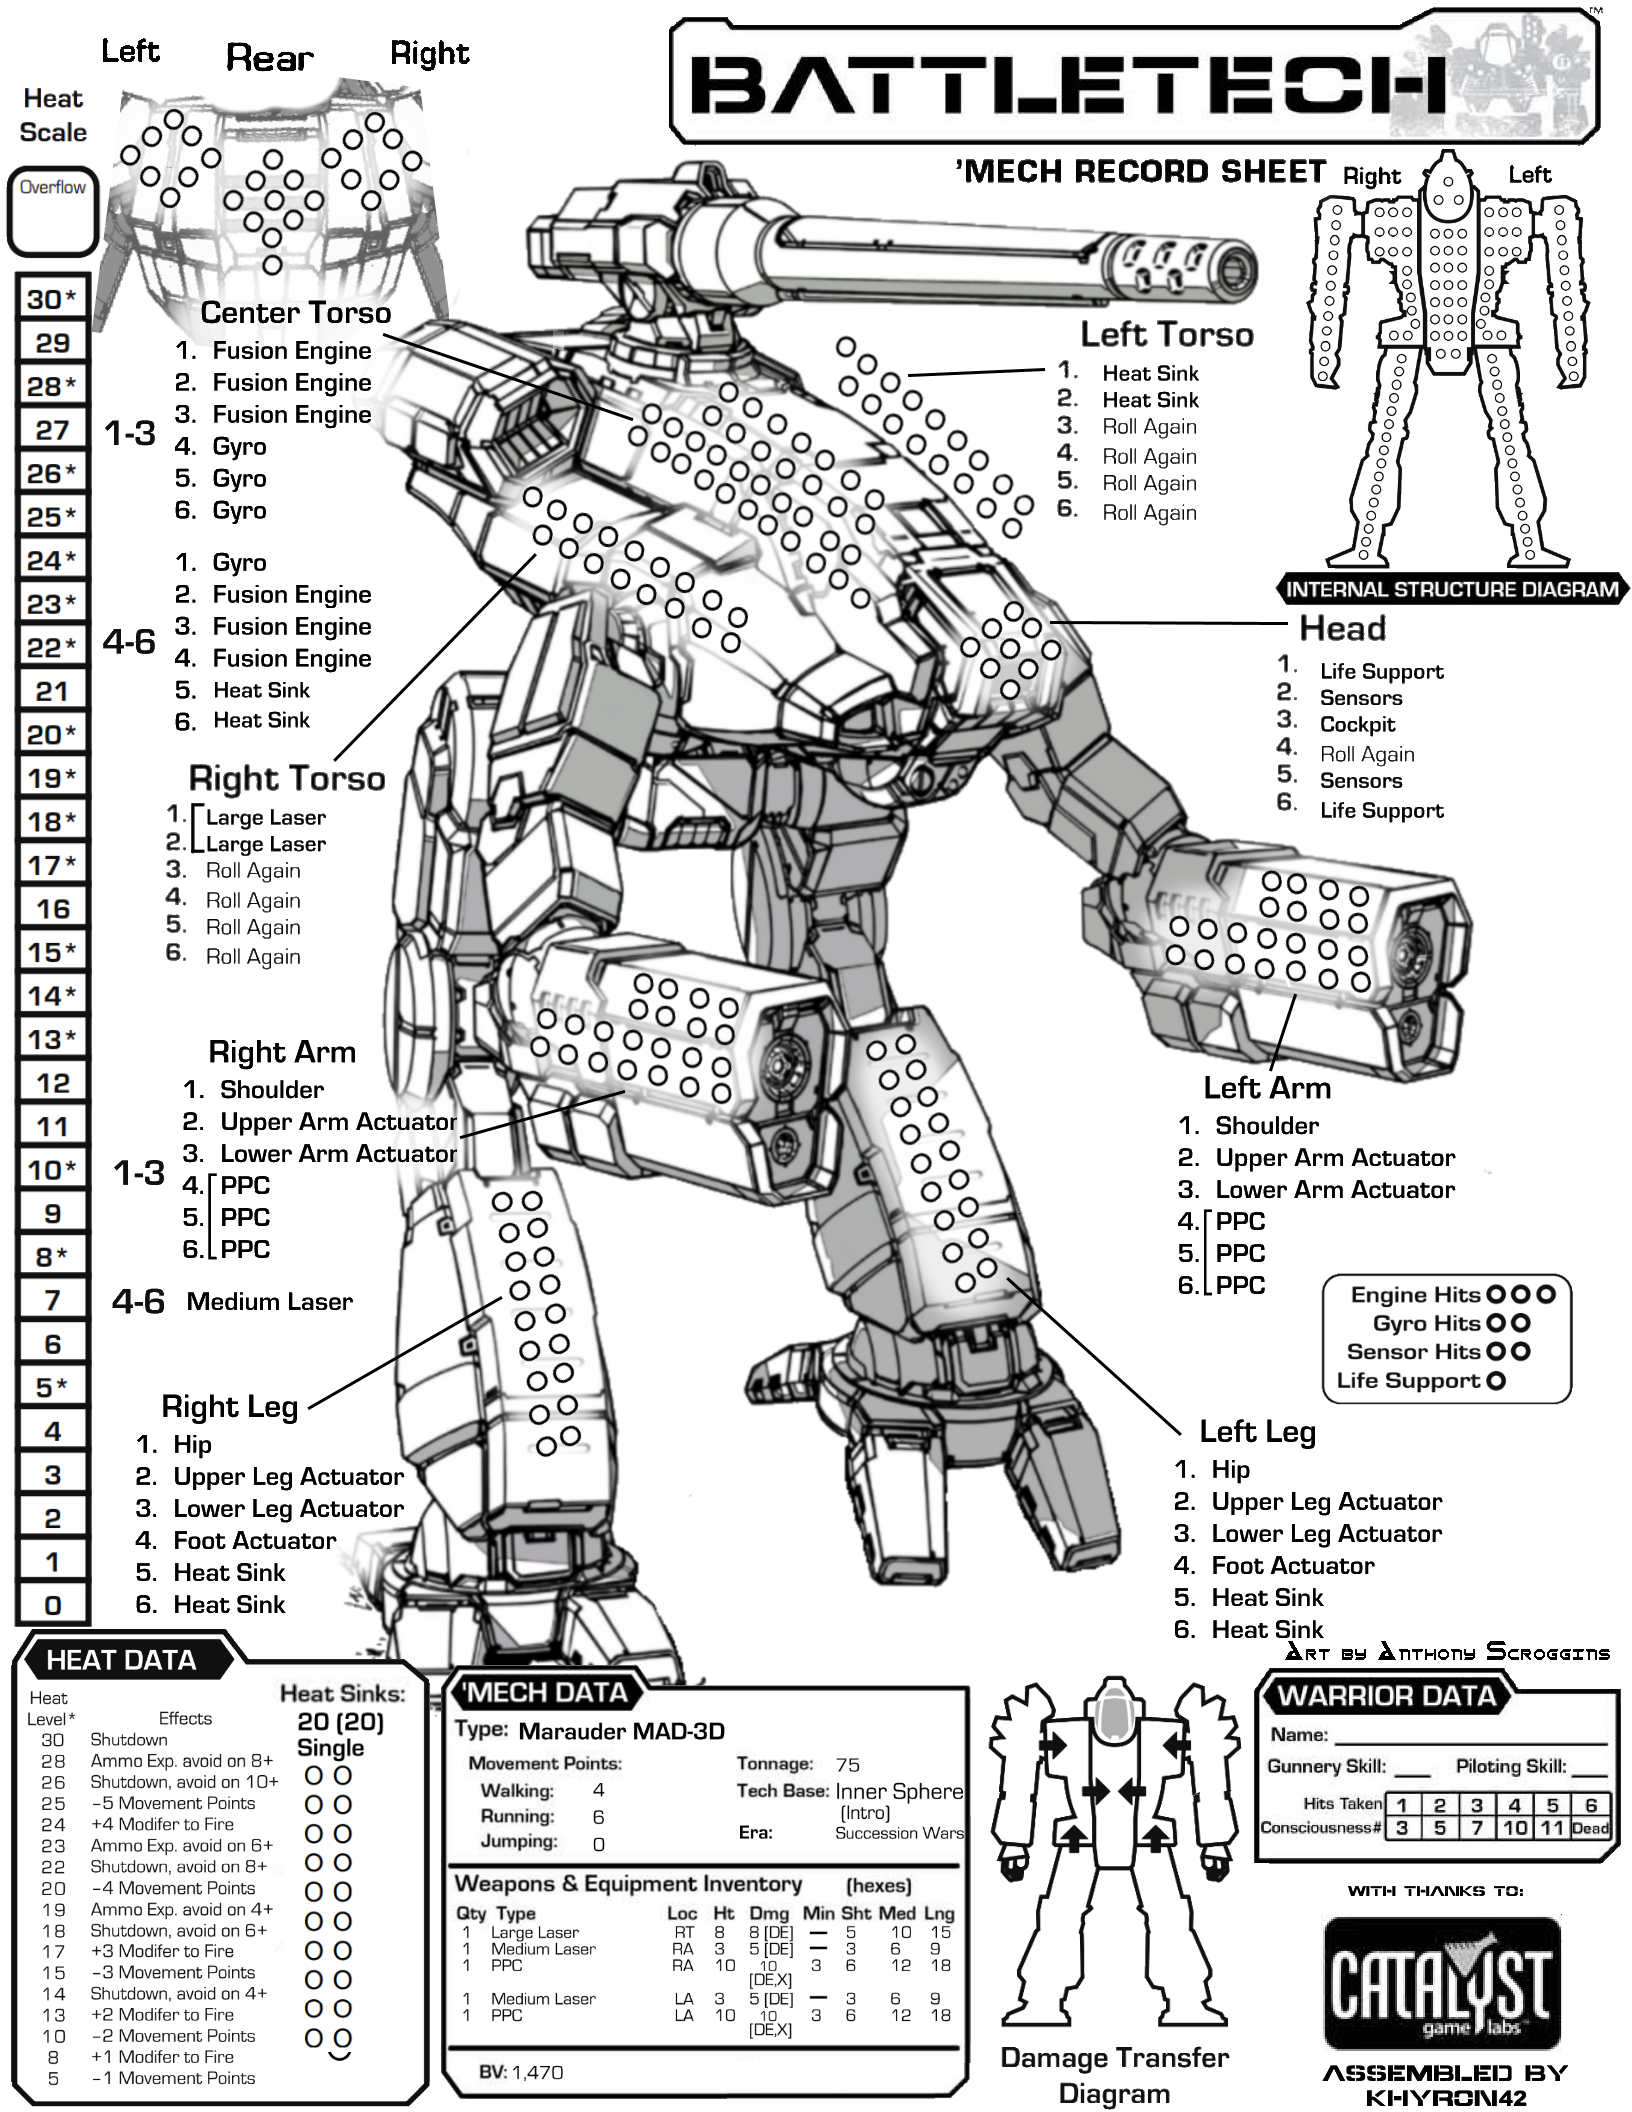 Left Rear Right
Heat
Scale
Overflow
30*
29
28*
27
26*
25*
24*
23*
22*
21
20*
19*
18*
17*
16
15*
14*
13*
12
11
10*
9
8*
7
6
5*
4
3
2
1
0
BATTLETECH
TM
'MECH RECORD SHEET
Right Left
INTERNAL STRUCTURE DIAGRAM
Center Torso
1-3
1. Fusion Engine
2. Fusion Engine
3. Fusion Engine
4. Gyro
5. Gyro
6. Gyro
4-6
1. Gyro
2. Fusion Engine
3. Fusion Engine
4. Fusion Engine
5. Heat Sink
6. Heat Sink
Left Torso
1. Heat Sink
2. Heat Sink
3. Roll Again
4. Roll Again
5. Roll Again
6. Roll Again
Head
1. Life Support
2. Sensors
3. Cockpit
4. Roll Again
5. Sensors
6. Life Support
Right Torso
1. Large Laser
2. Large Laser
3. Roll Again
4. Roll Again
5. Roll Again
6. Roll Again
Right Arm
1-3
1. Shoulder
2. Upper Arm Actuator
3. Lower Arm Actuator
4. PPC
5. PPC
6. PPC
4-6 Medium Laser
Left Arm
1. Shoulder
2. Upper Arm Actuator
3. Lower Arm Actuator
4. PPC
5. PPC
6. PPC
Engine Hits
Gyro Hits
Sensor Hits
Life Support
Right Leg
1. Hip
2. Upper Leg Actuator
3. Lower Leg Actuator
4. Foot Actuator
5. Heat Sink
6. Heat Sink
Left Leg
1. Hip
2. Upper Leg Actuator
3. Lower Leg Actuator
4. Foot Actuator
5. Heat Sink
6. Heat Sink
Art by Anthony Scroggins
HEAT DATA
Heat
Level* Effects
30 Shutdown
28 Ammo Exp. avoid on 8+
26 Shutdown, avoid on 10+
25 -5 Movement Points
24 +4 Modifer to Fire
23 Ammo Exp. avoid on 6+
22 Shutdown, avoid on 8+
20 -4 Movement Points
19 Ammo Exp. avoid on 4+
18 Shutdown, avoid on 6+
17 +3 Modifer to Fire
15 -3 Movement Points
14 Shutdown, avoid on 4+
13 +2 Modifer to Fire
10 -2 Movement Points
8 +1 Modifer to Fire
5 -1 Movement Points
Heat Sinks:
20 (20)
Single
'MECH DATA
Type: Marauder MAD-3D
Movement Points:
Walking: 4
Running: 6
Jumping: 0
Tonnage: 75
Tech Base: Inner Sphere
(Intro)
Era: Succession Wars
Weapons & Equipment Inventory (hexes)
Qty Type Loc Ht Dmg Min Sht Med Lng
1 Large Laser RT 8 8 [DE] — 5 10 15
1 Medium Laser RA 3 5 [DE] — 3 6 9
1 PPC RA 10 10 3 6 12 18
[DE,X]
1 Medium Laser LA 3 5 [DE] — 3 6 9
1 PPC LA 10 10 3 6 12 18
[DE,X]
BV: 1,470
Damage Transfer
Diagram
WARRIOR DATA
Name:
Gunnery Skill: Piloting Skill:
Hits Taken 1 2 3 4 5 6
Consciousness# 3 5 7 10 11 Dead
WITH THANKS TO:
CATALYST
game labs
ASSEMBLED BY
KHYRON42